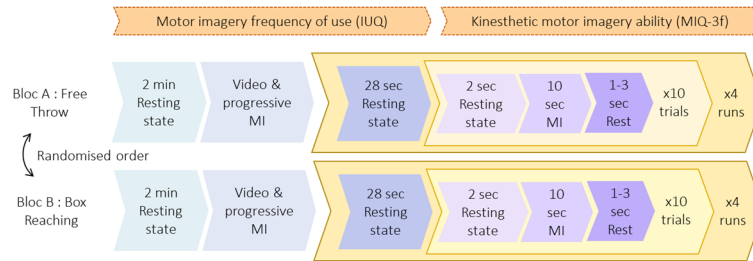 Motor imagery frequency of use (IUQ)
Kinesthetic motor imagery ability (MIQ-3f)
Bloc A : Free
Throw
2 min
Resting
state
Video &
progressive
MI
28 sec
Resting
state
2 sec
Resting
state
10
sec
MI
1-3
sec
Rest
x10
trials
x4
runs
Randomised order
Bloc B : Box
Reaching
2 min
Resting
state
Video &
progressive
MI
28 sec
Resting
state
2 sec
Resting
state
10
sec
MI
1-3
sec
Rest
x10
trials
x4
runs